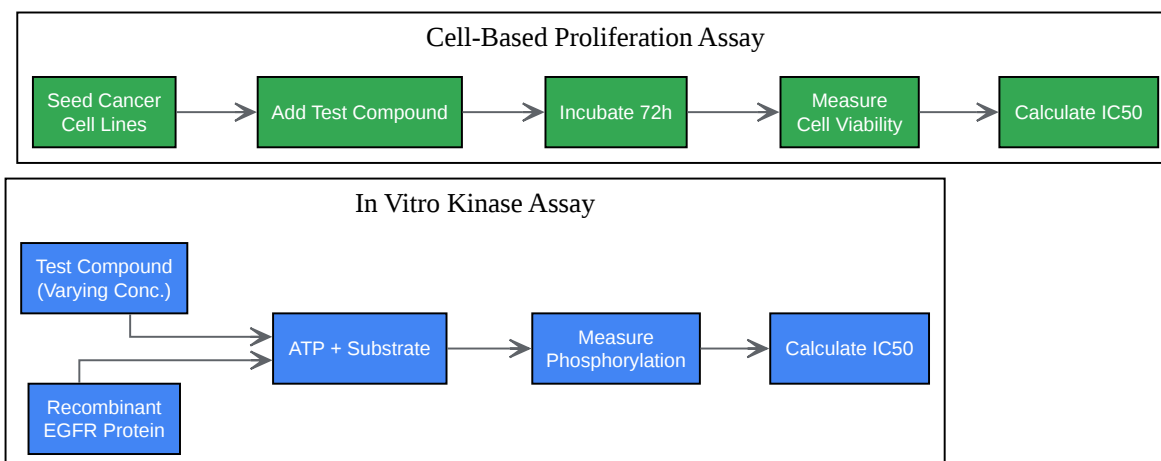 Cell-Based Proliferation Assay
Seed Cancer
Cell Lines
Add Test Compound
Incubate 72h
Measure
Cell Viability
Calculate IC50
In Vitro Kinase Assay
Test Compound
(Varying Conc.)
Recombinant
EGFR Protein
ATP + Substrate
Measure
Phosphorylation
Calculate IC50